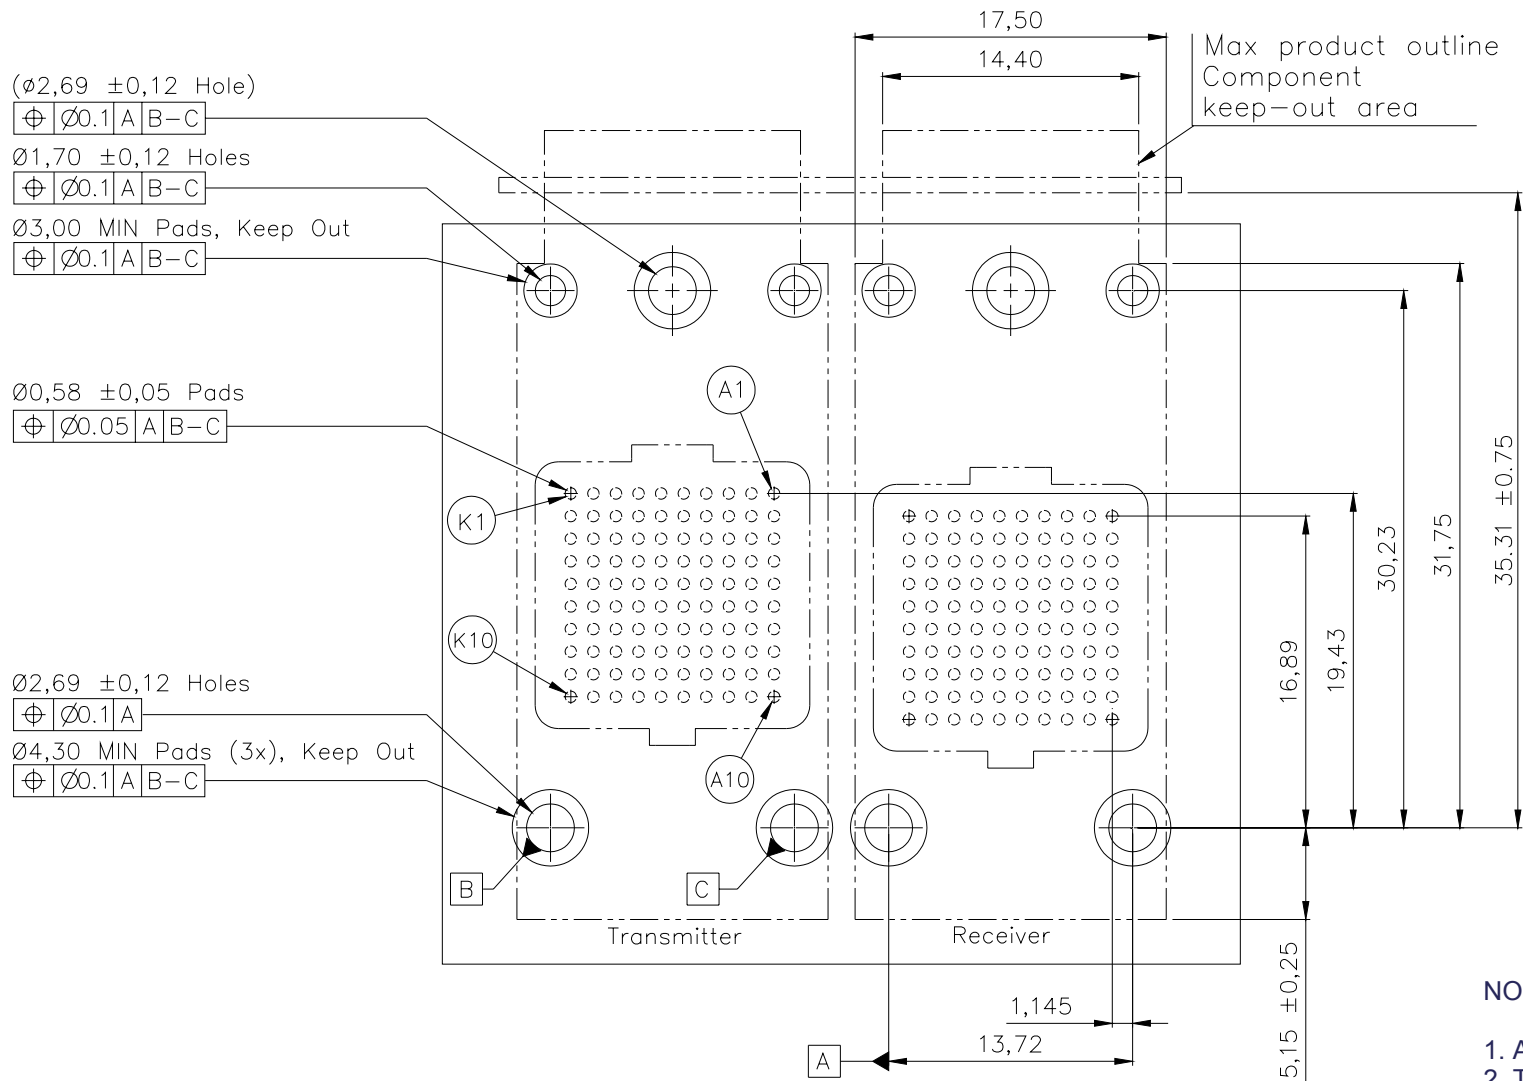 17,50
14,40
Max product outline
Component
keep-out area
(ø2,69 ±0,12 Hole)
⌖ Ø0.1 A B-C
Ø1,70 ±0,12 Holes
⌖ Ø0.1 A B-C
Ø3,00 MIN Pads, Keep Out
⌖ Ø0.1 A B-C
Ø0,58 ±0,05 Pads
⌖ Ø0.05 A B-C
A1
K1
K10
A10
Ø2,69 ±0,12 Holes
⌖ Ø0.1 A
Ø4,30 MIN Pads (3x), Keep Out
⌖ Ø0.1 A B-C
B
C
Transmitter
Receiver
16,89
19,43
30,23
31,75
35.31 ±0.75
5,15 ±0,25
1,145
13,72
A
NO
1. A
2. T